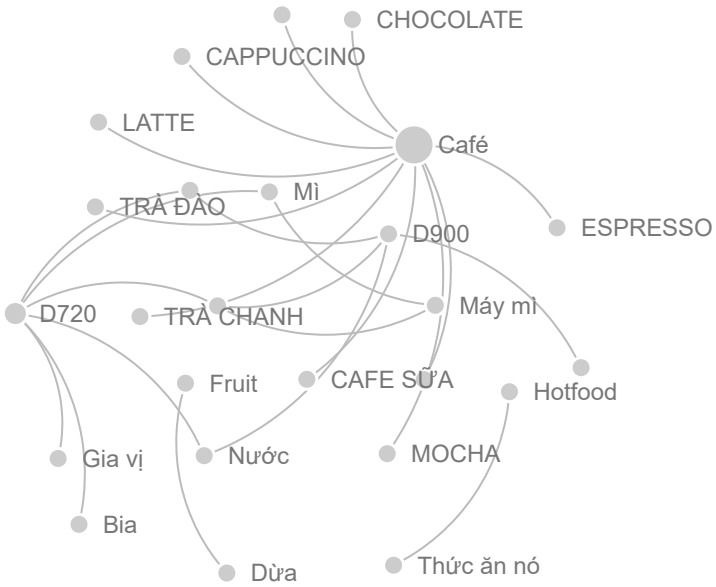 CHOCOLATE
CAPPUCCINO
LATTE
Café
Mì
TRÀ ĐÀO
ESPRESSO
D900
D720
TRÀ CHANH
Máy mì
Fruit
CAFE SỮA
Hotfood
Gia vị
Nước
MOCHA
Bia
Dừa
Thức ăn nó